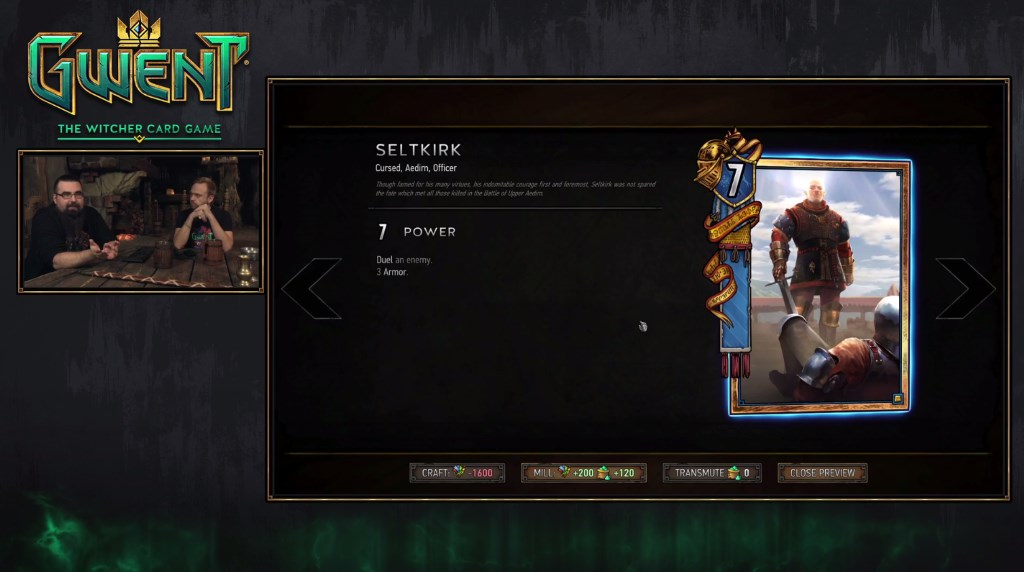 GWENT
THE WITCHER CARD GAME
SELTKIRK
Cursed, Aedirn, Officer
Though famed for his many virtues, his indomitable courage first and foremost, Seltkirk was not spared
the fate which met all those killed in the Battle of Upper Aedirn.
7 POWER
Duel an enemy.
3 Armor.
7
CRAFT: -1600
MILL: +200 +120
TRANSMUTE 0
CLOSE PREVIEW